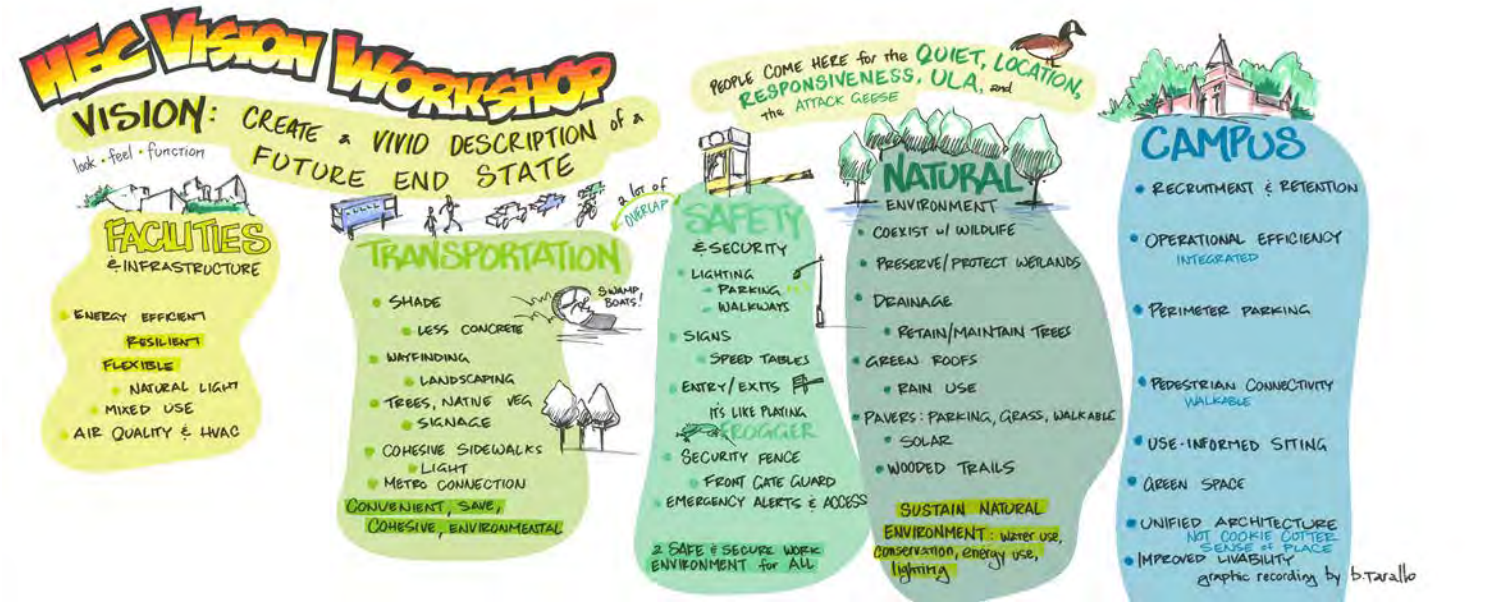 HEC VISION WORKSHOP
VISION: CREATE a VIVID DESCRIPTION of a
FUTURE END STATE
look • feel • function
PEOPLE COME HERE for the QUIET, LOCATION,
RESPONSIVENESS, ULA, and
the ATTACK GEESE
FACILITIES
& INFRASTRUCTURE
ENERGY EFFICIENT
RESILIENT
FLEXIBLE
NATURAL LIGHT
MIXED USE
AIR QUALITY & HVAC
TRANSPORTATION
SHADE
LESS CONCRETE
SWAMP
BOATS!
WAYFINDING
LANDSCAPING
TREES, NATIVE VEG
SIGNAGE
COHESIVE SIDEWALKS
LIGHT
METRO CONNECTION
CONVENIENT, SAVE,
COHESIVE, ENVIRONMENTAL
a LOT OF
OVERLAP
SAFETY
& SECURITY
LIGHTING
- PARKING
- WALKWAYS
SIGNS
SPEED TABLES
ENTRY/EXITS
IT'S LIKE PLAYING
FROGGER
SECURITY FENCE
FRONT GATE GUARD
EMERGENCY ALERTS & ACCESS
a SAFE & SECURE WORK
ENVIRONMENT for ALL
NATURAL
ENVIRONMENT
COEXIST w/ WILDLIFE
PRESERVE/PROTECT WETLANDS
DRAINAGE
RETAIN/MAINTAIN TREES
GREEN ROOFS
RAIN USE
PAVERS: PARKING, GRASS, WALKABLE
SOLAR
WOODED TRAILS
SUSTAIN NATURAL
ENVIRONMENT: water use,
conservation, energy use,
lighting
CAMPUS
RECRUITMENT & RETENTION
OPERATIONAL EFFICIENCY
INTEGRATED
PERIMETER PARKING
PEDESTRIAN CONNECTIVITY
WALKABLE
USE-INFORMED SITING
GREEN SPACE
UNIFIED ARCHITECTURE
NOT COOKIE COTTER
SENSE OF PLACE
IMPROVED LIVABILITY
graphic recording by b.Tarallo